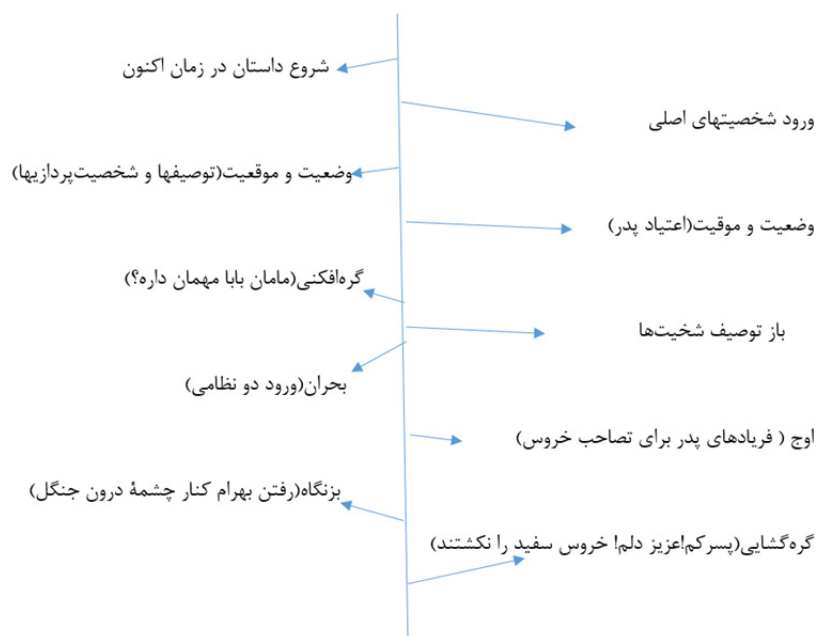 شروع داستان در زمان اکنون
ورود شخصیتهای اصلی
وضعیت و موقعیت(توصیفها و شخصیت‌پردازیها)
وضعیت و موقیت(اعتیاد پدر)
گره‌افکنی(مامان بابا مهمان داره؟)
باز توصیف شخیت‌ها
بحران(ورود دو نظامی)
اوج ( فریادهای پدر برای تصاحب خروس)
بزنگاه(رفتن بهرام کنار چشمهٔ درون جنگل)
گره‌گشایی(پسرکم!عزیز دلم! خروس سفید را نکشتند)